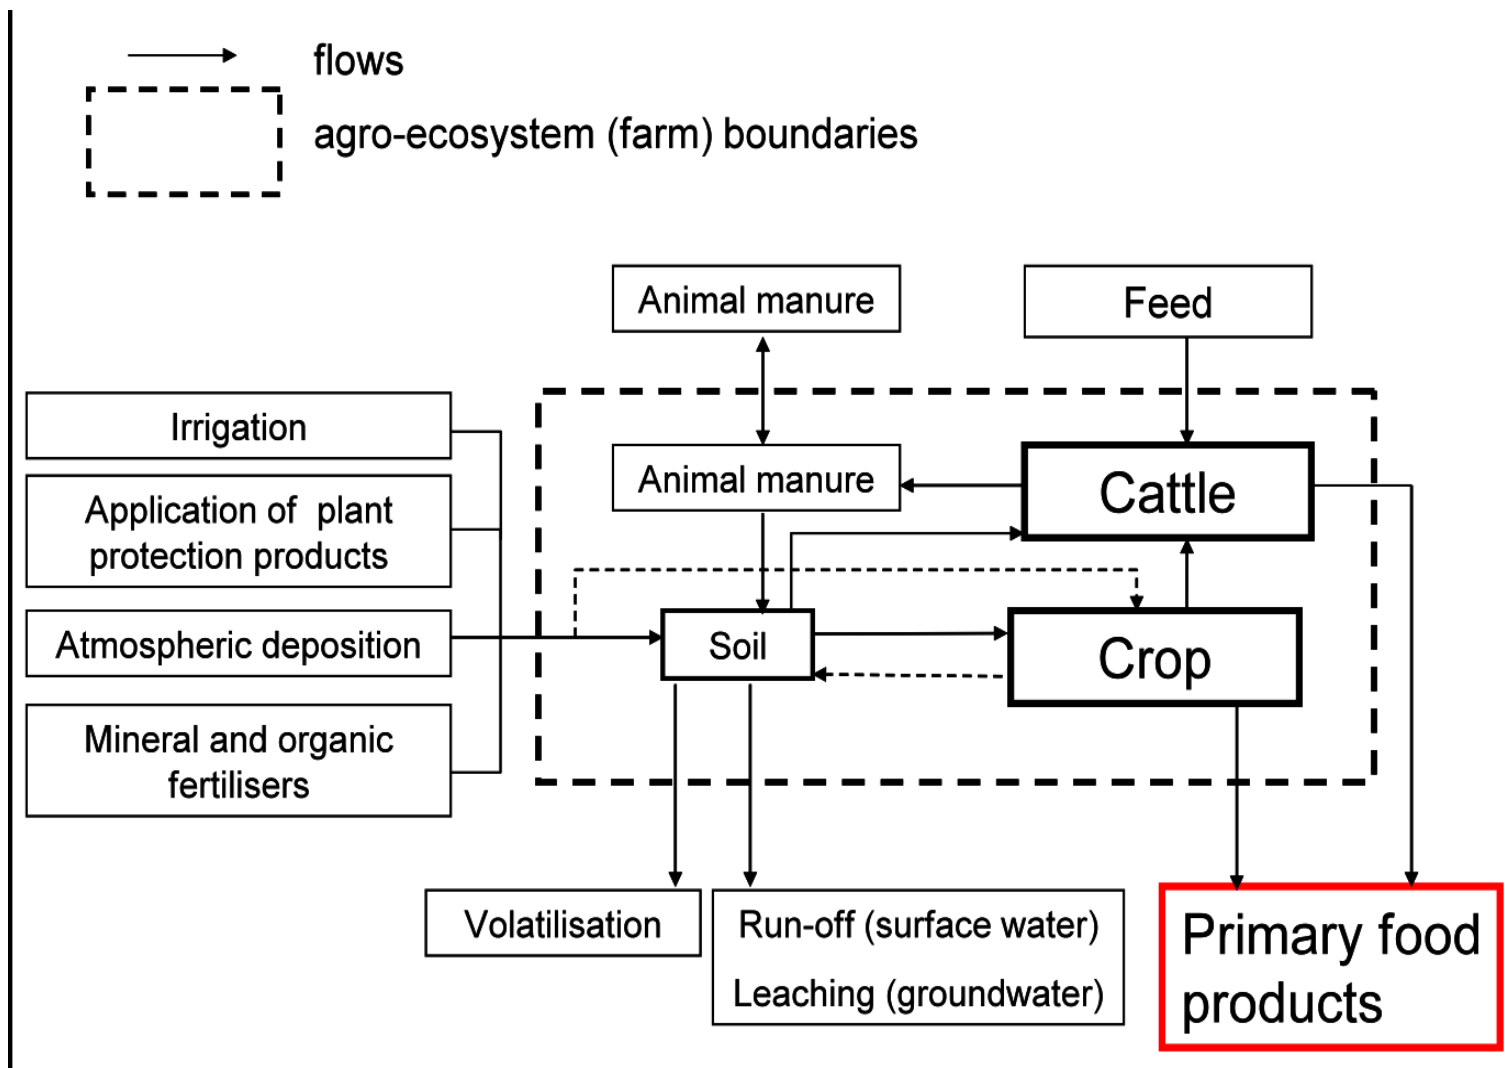 flows
agro-ecosystem (farm) boundaries
Animal manure
Feed
Irrigation
Animal manure
Cattle
Application of plant
protection products
Atmospheric deposition
Soil
Crop
Mineral and organic
fertilisers
Volatilisation
Run-off (surface water)
Leaching (groundwater)
Primary food
products